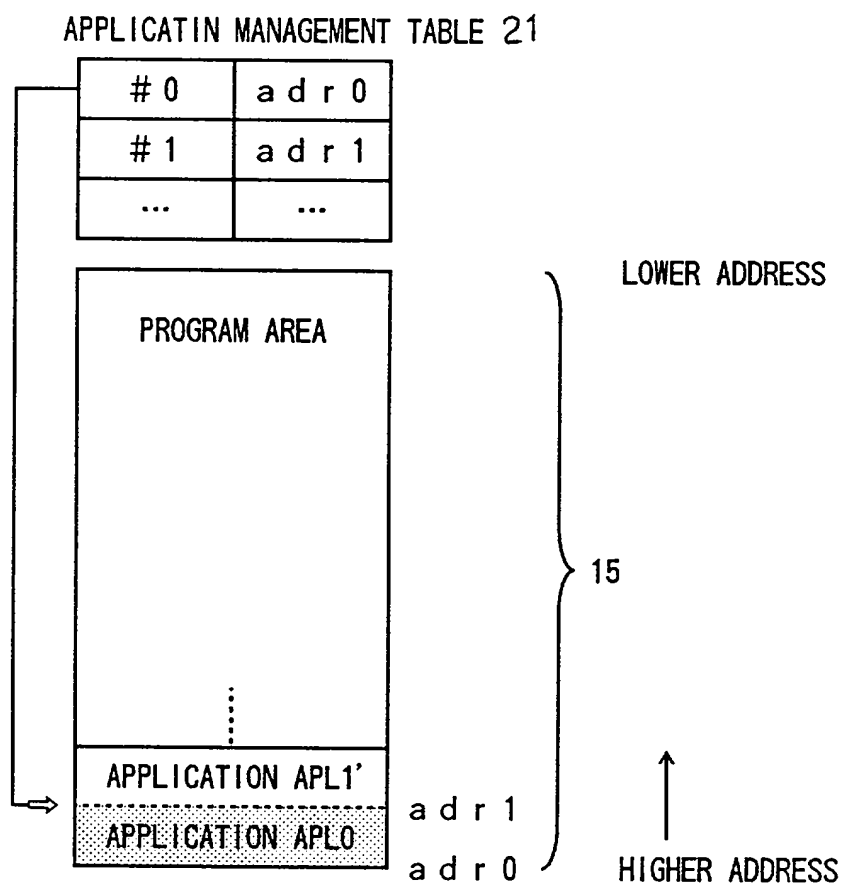 APPLICATIN MANAGEMENT TABLE 21
#0 adr0
#1 adr1
... ...
LOWER ADDRESS
PROGRAM AREA
15
APPLICATION APL1'
adr1
APPLICATION APL0
adr0
HIGHER ADDRESS